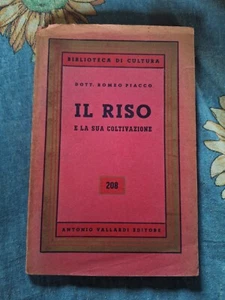 BIBLIOTECA DI CULTURA
DOTT. ROMEO PIACCO
IL RISO
E LA SUA COLTIVAZIONE
208
ANTONIO VALLARDI EDITORE